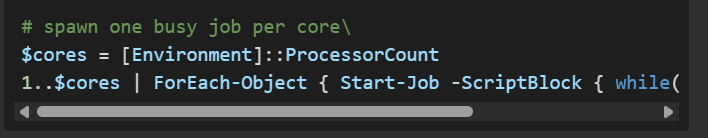 # spawn one busy job per core\
$cores = [Environment]::ProcessorCount
1..$cores | ForEach-Object { Start-Job -ScriptBlock { while(